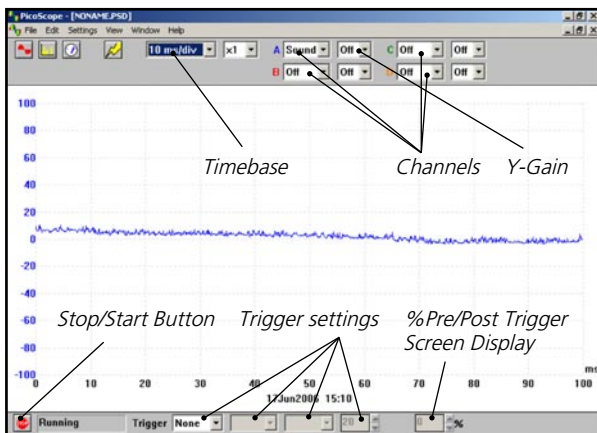 PicoScope - [NONAME.PSD]
File Edit Settings View Window Help
10 ms/div x1 A Sound Off C Off Off
B Off Off D Off Off
100
80
60
Timebase Channels Y-Gain
40
20
0
-20
-40
-60
Stop/Start Button Trigger settings %Pre/Post Trigger
Screen Display
-80
-100
ms
0 10 20 30 40 50 60 70 80 90 100
17Jun2006 15:10
Running Trigger None 20 0 %